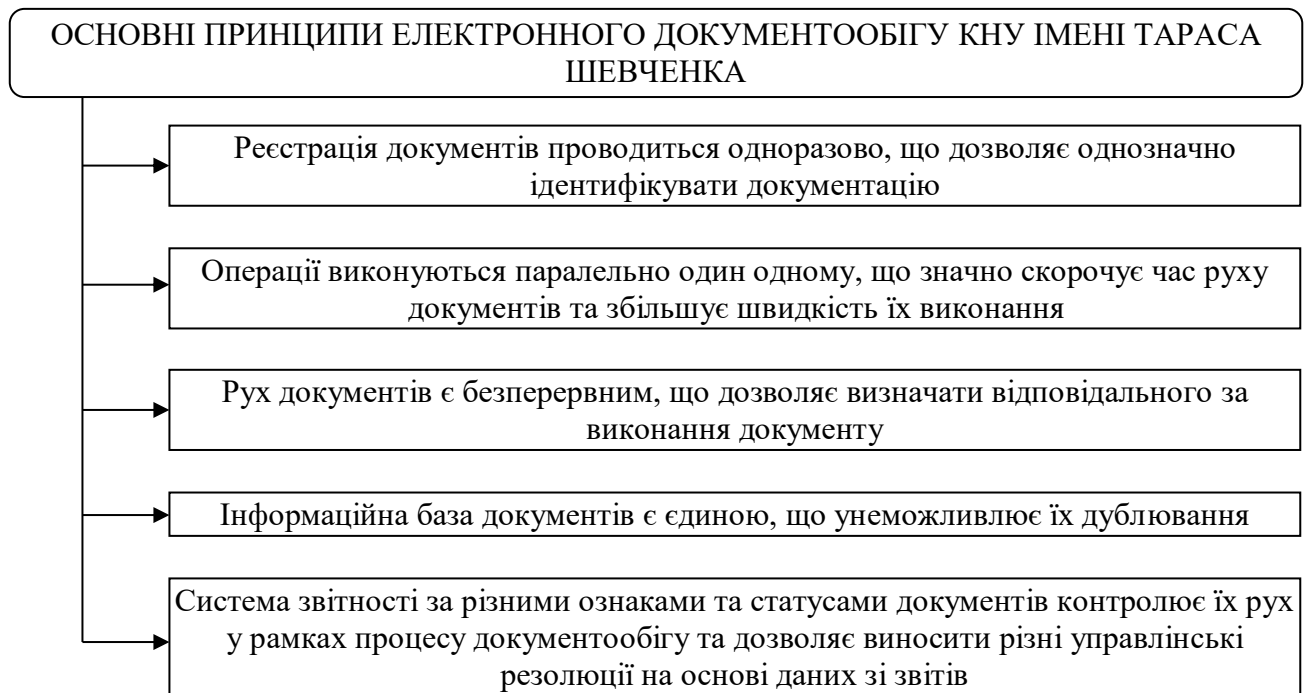 ОСНОВНІ ПРИНЦИПИ ЕЛЕКТРОННОГО ДОКУМЕНТООБІГУ КНУ ІМЕНІ ТАРАСА
ШЕВЧЕНКА
Реєстрація документів проводиться одноразово, що дозволяє однозначно
ідентифікувати документацію
Операції виконуються паралельно один одному, що значно скорочує час руху
документів та збільшує швидкість їх виконання
Рух документів є безперервним, що дозволяє визначати відповідального за
виконання документу
Інформаційна база документів є єдиною, що унеможливлює їх дублювання
Система звітності за різними ознаками та статусами документів контролює їх рух
у рамках процесу документообігу та дозволяє виносити різні управлінські
резолюції на основі даних зі звітів